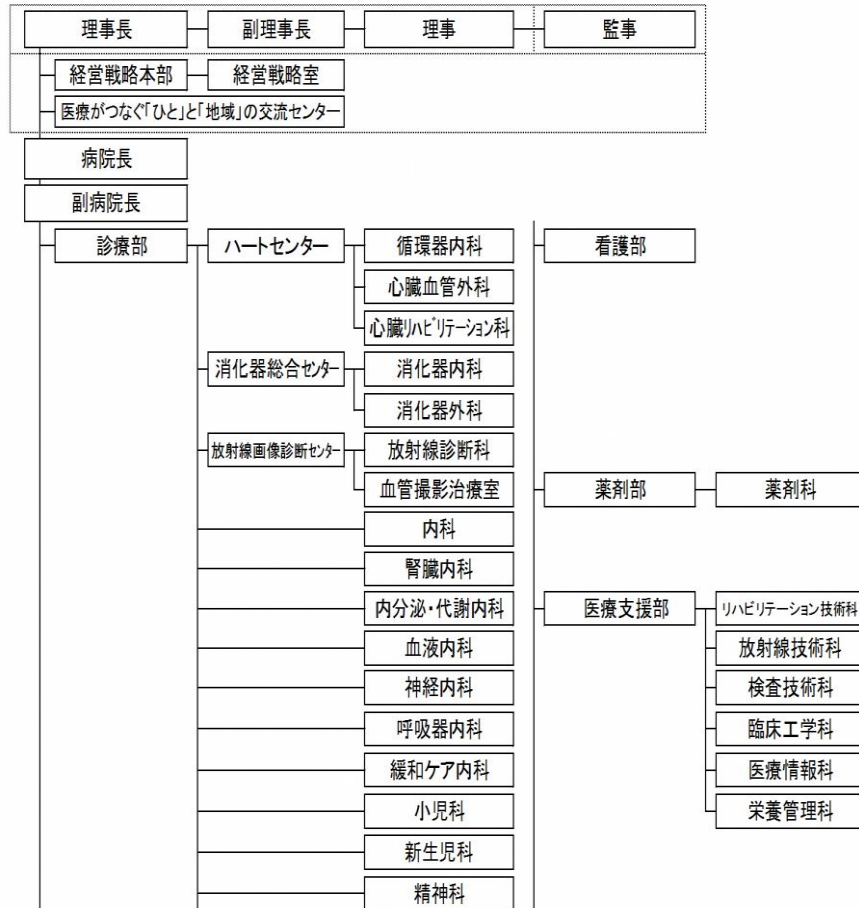 理事長
副理事長
理事
監事
経営戦略本部
経営戦略室
医療がつなぐ「ひと」と「地域」の交流センター
病院長
副病院長
診療部
ハートセンター
循環器内科
心臓血管外科
心臓リハビリテーション科
消化器総合センター
消化器内科
消化器外科
放射線画像診断センター
放射線診断科
血管撮影治療室
内科
腎臓内科
内分泌・代謝内科
血液内科
神経内科
呼吸器内科
緩和ケア内科
小児科
新生児科
精神科
看護部
薬剤部
薬剤科
医療支援部
リハビリテーション技術科
放射線技術科
検査技術科
臨床工学科
医療情報科
栄養管理科